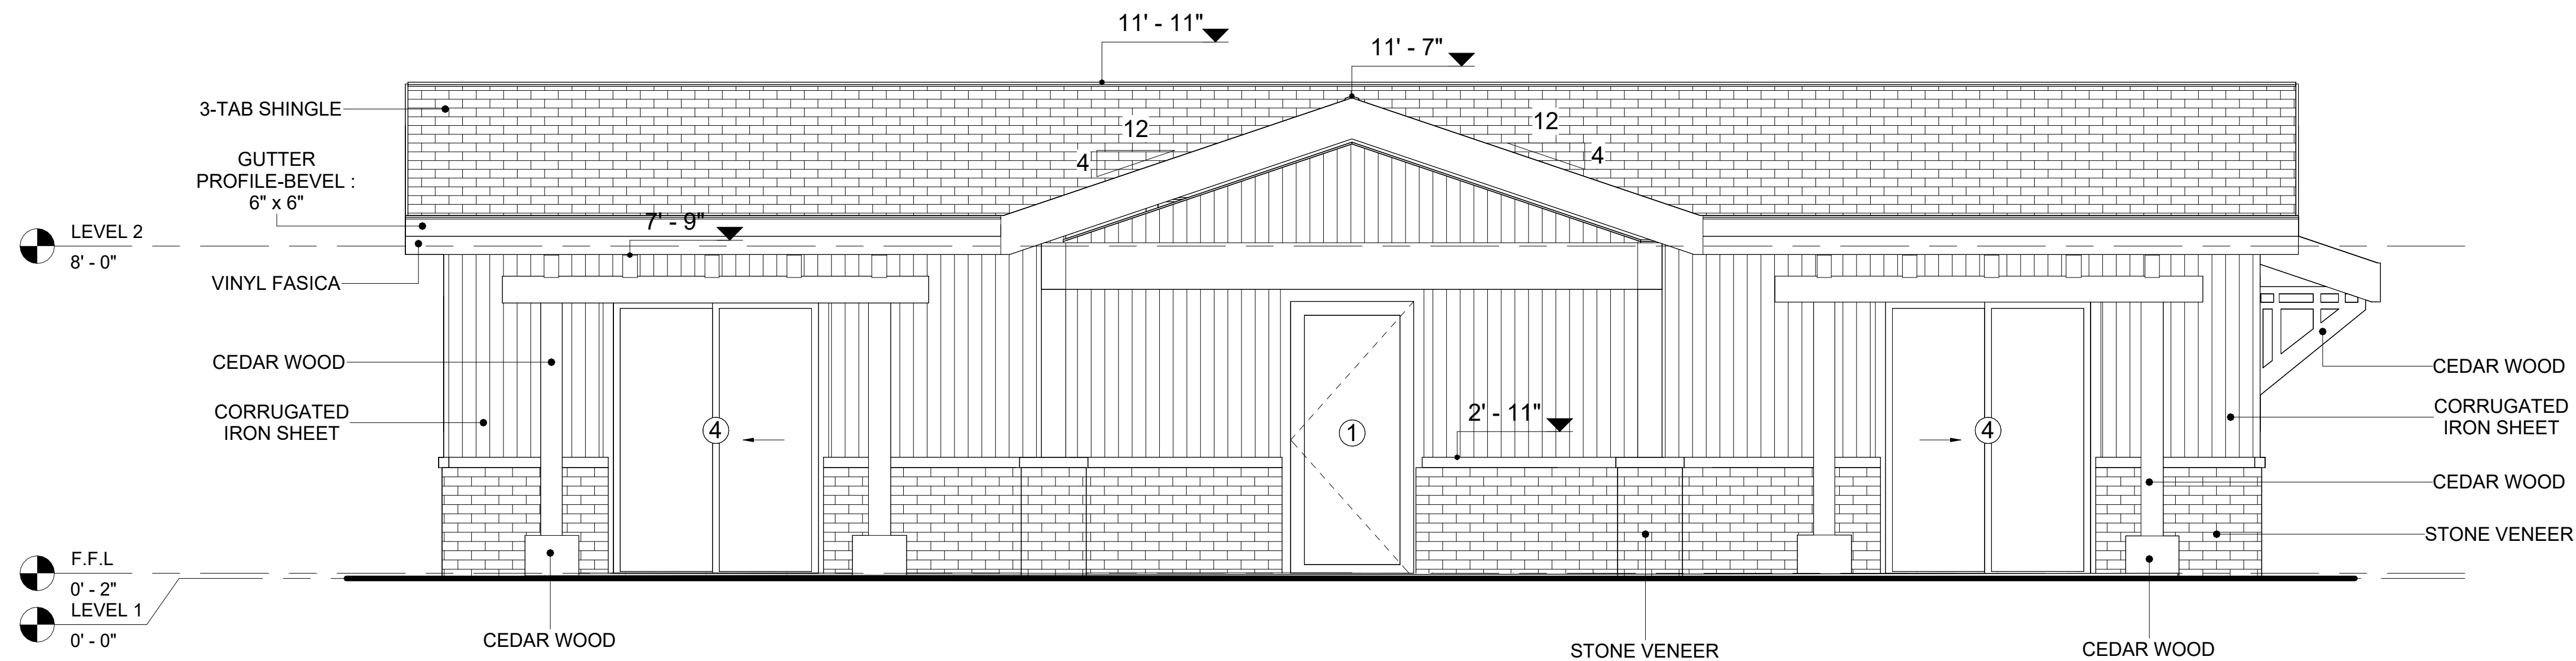 11' - 11"
11' - 7"
3-TAB SHINGLE
12
12
4
4
GUTTER
PROFILE-BEVEL :
6" x 6"
7' - 9"
LEVEL 2
8' - 0"
VINYL FASICA
CEDAR WOOD
CEDAR WOOD
CORRUGATED
IRON SHEET
2' - 11"
CORRUGATED
IRON SHEET
4
1
4
CEDAR WOOD
STONE VENEER
F.F.L
0' - 2"
LEVEL 1
0' - 0"
CEDAR WOOD
STONE VENEER
CEDAR WOOD